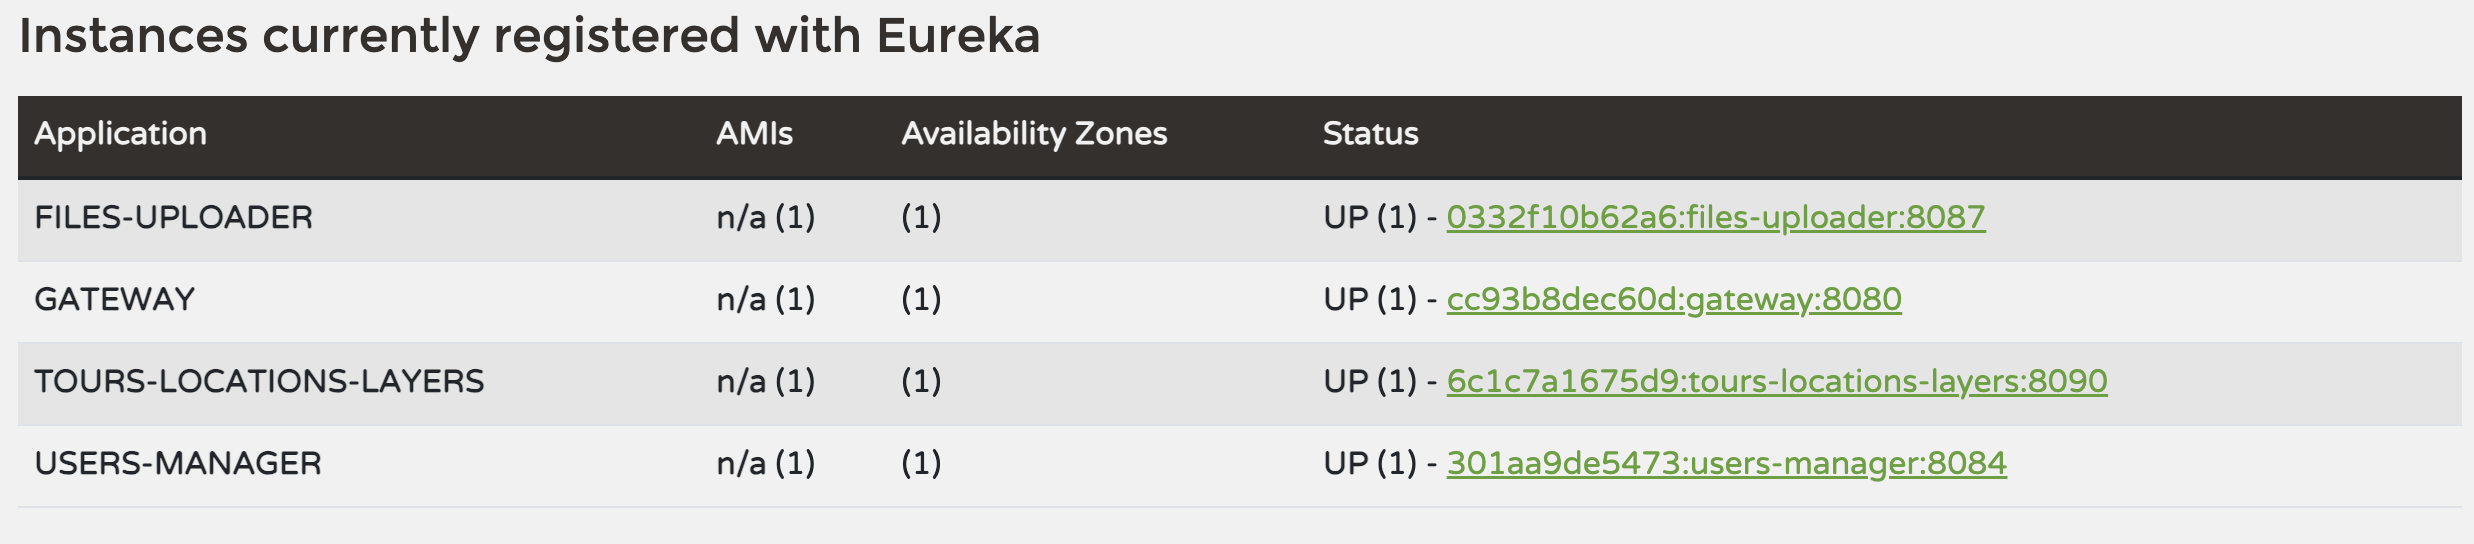 Instances currently registered with Eureka
Application AMIs Availability Zones Status
FILES-UPLOADER n/a (1) (1) UP (1) - 0332f10b62a6:files-uploader:8087
GATEWAY n/a (1) (1) UP (1) - cc93b8dec60d:gateway:8080
TOURS-LOCATIONS-LAYERS n/a (1) (1) UP (1) - 6c1c7a1675d9:tours-locations-layers:8090
USERS-MANAGER n/a (1) (1) UP (1) - 301aa9de5473:users-manager:8084